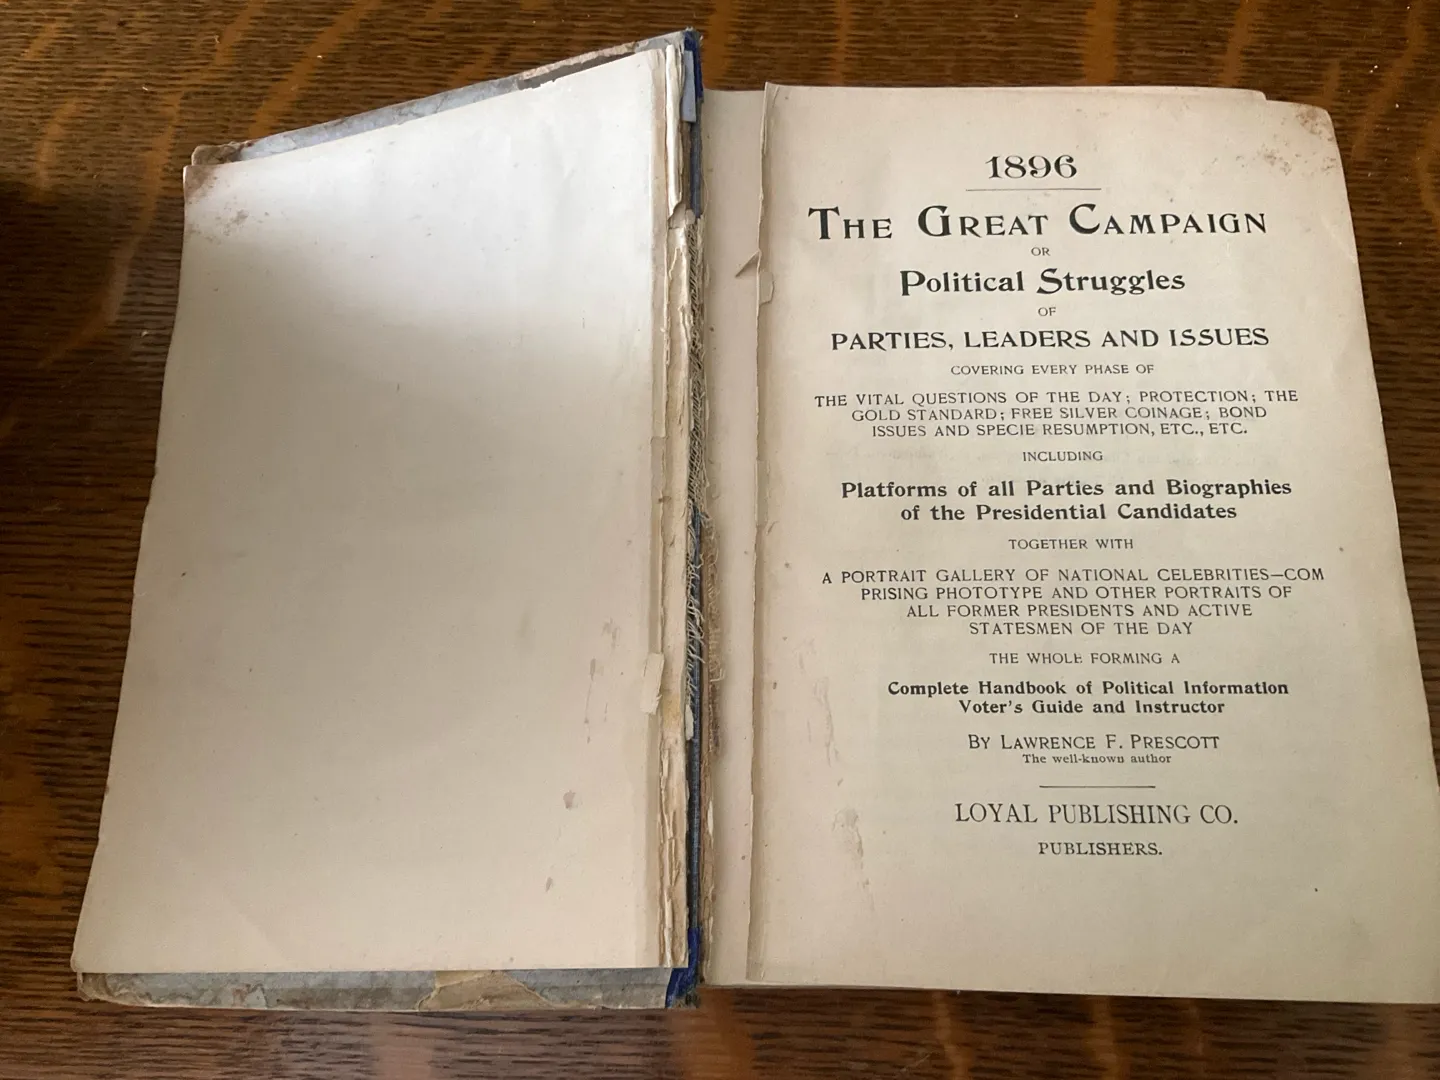 1896
THE GREAT CAMPAIGN
OR
Political Struggles
OF
PARTIES, LEADERS AND ISSUES
COVERING EVERY PHASE OF
THE VITAL QUESTIONS OF THE DAY; PROTECTION; THE
GOLD STANDARD; FREE SILVER COINAGE; BOND
ISSUES AND SPECIE RESUMPTION, ETC., ETC.
INCLUDING
Platforms of all Parties and Biographies
of the Presidential Candidates
TOGETHER WITH
A PORTRAIT GALLERY OF NATIONAL CELEBRITIES—COM
PRISING PHOTOTYPE AND OTHER PORTRAITS OF
ALL FORMER PRESIDENTS AND ACTIVE
STATESMEN OF THE DAY
THE WHOLE FORMING A
Complete Handbook of Political Information
Voter's Guide and Instructor
BY LAWRENCE F. PRESCOTT
The well-known author
LOYAL PUBLISHING CO.
PUBLISHERS.